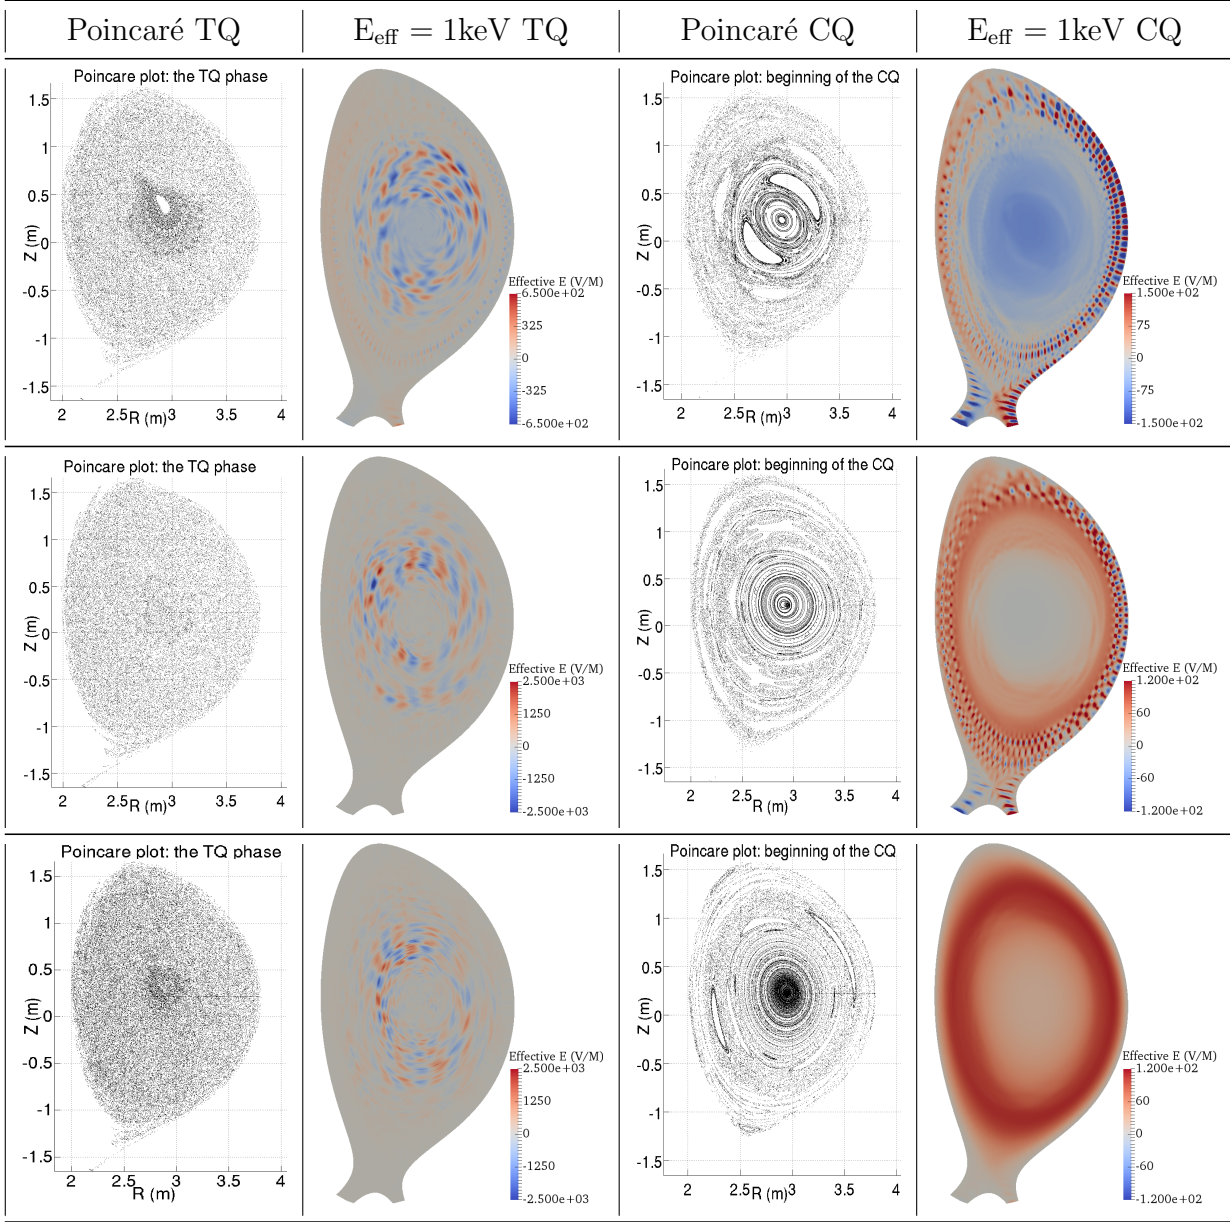 Poincaré TQ
E_eff = 1keV TQ
Poincaré CQ
E_eff = 1keV CQ
Poincare plot: the TQ phase
1.5
1
0.5
0
-0.5
-1
-1.5
Z (m)
2
2.5
3
3.5
4
R (m)
Effective E (V/M)
6.500e+02
325
0
-325
-6.500e+02
Poincare plot: beginning of the CQ
1.5
1
0.5
0
-0.5
-1
-1.5
Z (m)
2
2.5
3
3.5
4
R (m)
Effective E (V/M)
1.500e+02
75
0
-75
-1.500e+02
Poincare plot: the TQ phase
1.5
1
0.5
0
-0.5
-1
-1.5
Z (m)
2
2.5
3
3.5
4
R (m)
Effective E (V/M)
2.500e+03
1250
0
-1250
-2.500e+03
Poincare plot: beginning of the CQ
1.5
1
0.5
0
-0.5
-1
-1.5
Z (m)
2
2.5
3
3.5
4
R (m)
Effective E (V/M)
1.200e+02
60
0
-60
-1.200e+02
Poincare plot: the TQ phase
1.5
1
0.5
0
-0.5
-1
-1.5
Z (m)
2
2.5
3
3.5
4
R (m)
Effective E (V/M)
2.500e+03
1250
0
-1250
-2.500e+03
Poincare plot: beginning of the CQ
1.5
1
0.5
0
-0.5
-1
-1.5
Z (m)
2
2.5
3
3.5
4
R (m)
Effective E (V/M)
1.200e+02
60
0
-60
-1.200e+02